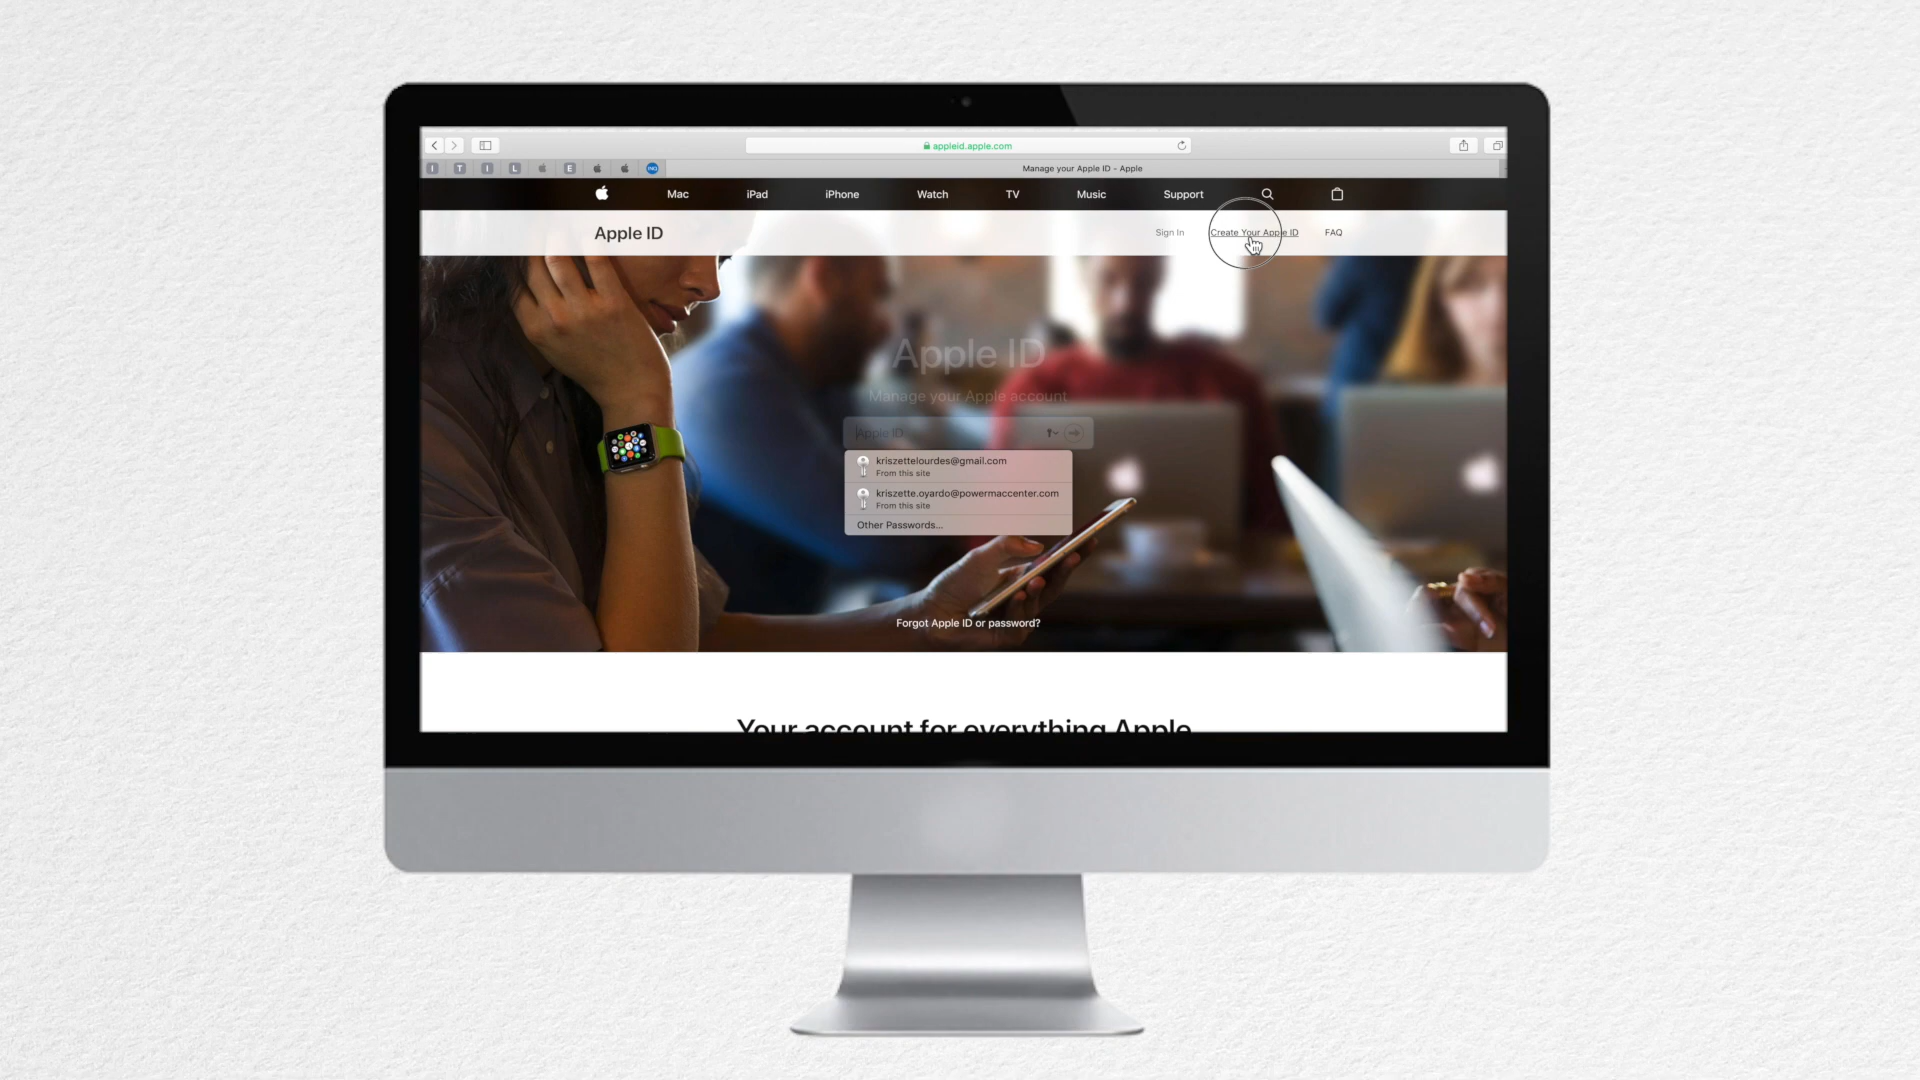 appleid.apple.com
I T I L E FAQ
Manage your Apple ID - Apple
Mac iPad iPhone Watch TV Music Support
Apple ID
Sign In Create Your Apple ID FAQ
Apple ID
Manage your Apple account
Apple ID
kriszettelourdes@gmail.com
From this site
kriszette.oyardo@powermaccenter.com
From this site
Other Passwords...
Forgot Apple ID or password?
Your account for everything Apple